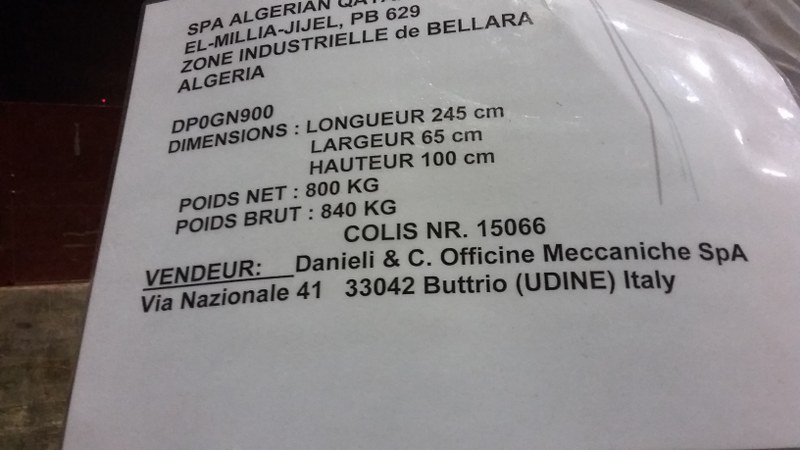 SPA ALGERIAN
EL-MILLIA-JIJEL, PB 629
ZONE INDUSTRIELLE de BELLARA
ALGERIA
DP0GN900
DIMENSIONS : LONGUEUR 245 cm
LARGEUR 65 cm
HAUTEUR 100 cm
POIDS NET : 800 KG
POIDS BRUT : 840 KG
COLIS NR. 15066
VENDEUR: Danieli & C. Officine Meccaniche SpA
Via Nazionale 41 33042 Buttrio (UDINE) Italy